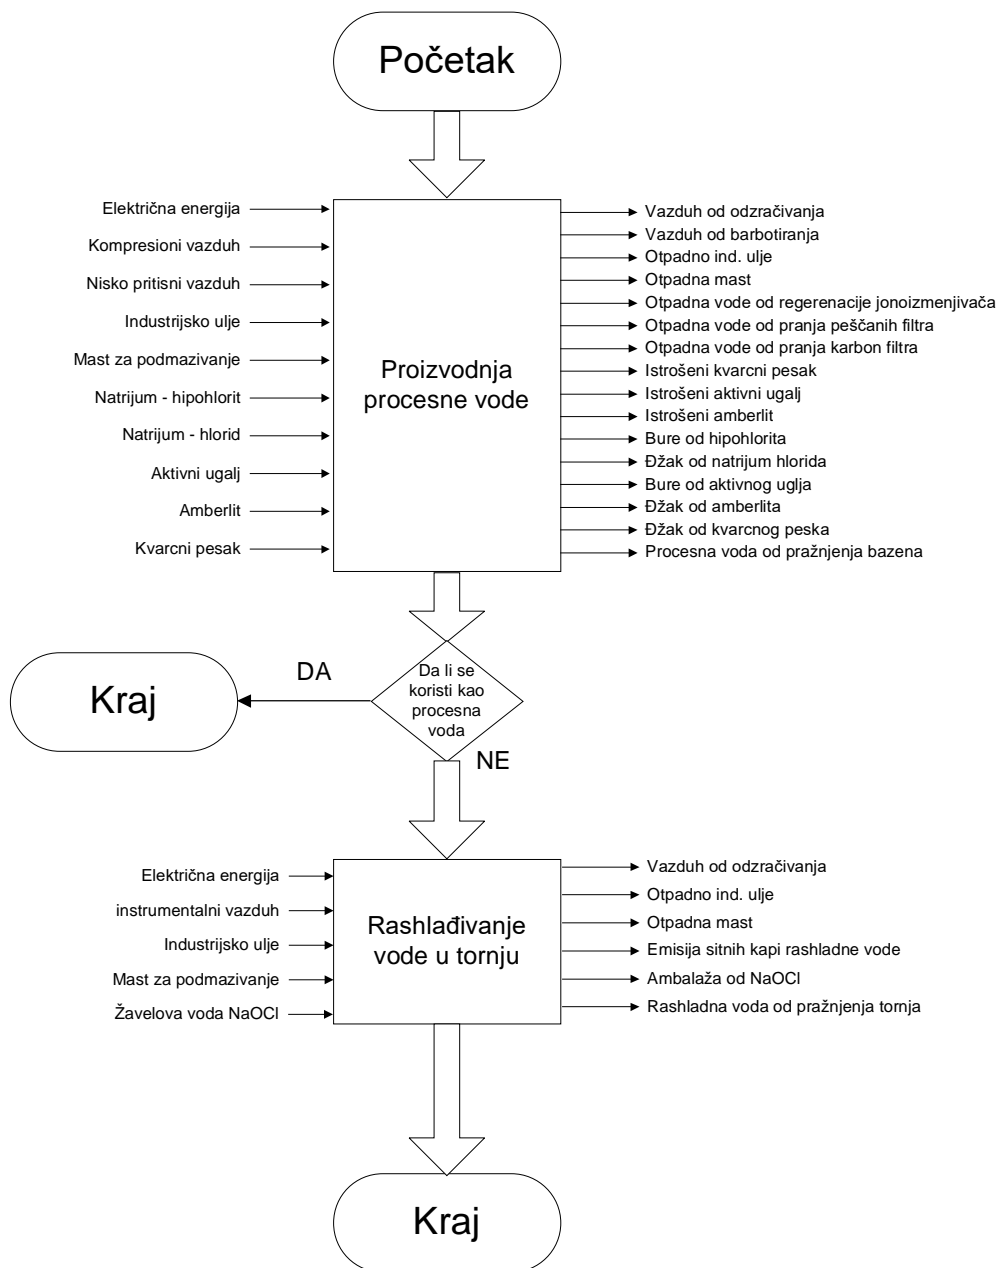 Početak
Električna energija
Kompresioni vazduh
Nisko pritisni vazduh
Industrijsko ulje
Mast za podmazivanje
Natrijum - hipohlorit
Natrijum - hlorid
Aktivni ugalj
Amberlit
Kvarcni pesak
Proizvodnja
procesne vode
Vazduh od odzračivanja
Vazduh od barbotiranja
Otpadno ind. ulje
Otpadna mast
Otpadna vode od regerenacije jonoizmenjivača
Otpadna vode od pranja peščanih filtra
Otpadna vode od pranja karbon filtra
Istrošeni kvarcni pesak
Istrošeni aktivni ugalj
Istrošeni amberlit
Bure od hipohlorita
Džak od natrijum hlorida
Bure od aktivnog uglja
Džak od amberlita
Džak od kvarcnog peska
Procesna voda od pražnjenja bazena
Da li se
koristi kao
procesna
voda
DA
Kraj
NE
Električna energija
instrumentalni vazduh
Industrijsko ulje
Mast za podmazivanje
Žavelova voda NaOCl
Rashlađivanje
vode u tornju
Vazduh od odzračivanja
Otpadno ind. ulje
Otpadna mast
Emisija sitnih kapi rashladne vode
Ambalaža od NaOCl
Rashladna voda od pražnjenja tornja
Kraj